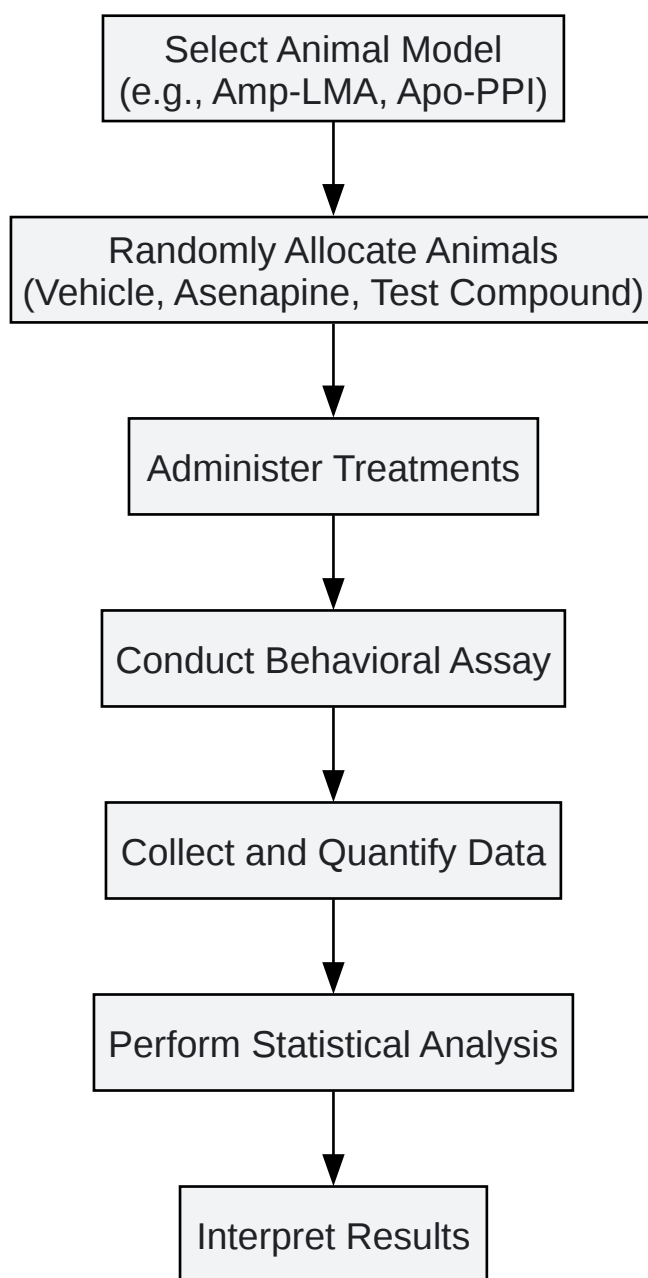 Select Animal Model
(e.g., Amp-LMA, Apo-PPI)
Randomly Allocate Animals
(Vehicle, Asenapine, Test Compound)
Administer Treatments
Conduct Behavioral Assay
Collect and Quantify Data
Perform Statistical Analysis
Interpret Results